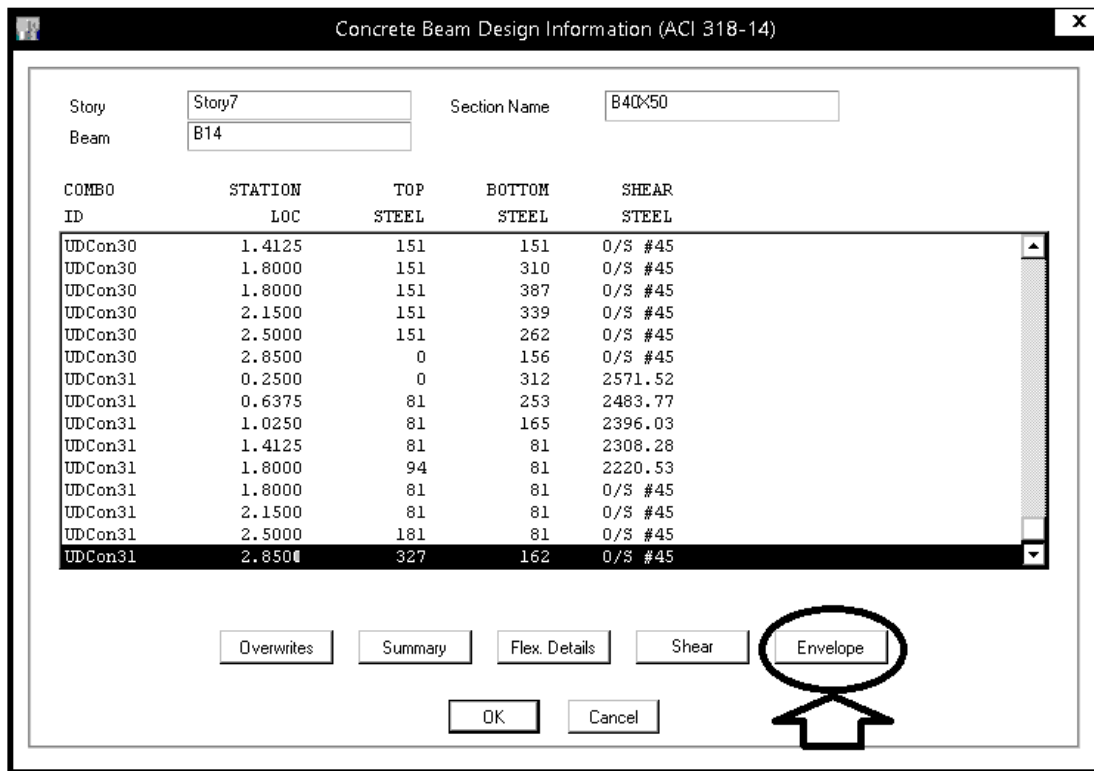 Concrete Beam Design Information (ACI 318-14)
X
Story Story7 Section Name B40X50
Beam B14
COMBO STATION TOP BOTTOM SHEAR
ID LOC STEEL STEEL STEEL
UDCon30 1.4125 151 151 O/S #45
UDCon30 1.8000 151 310 O/S #45
UDCon30 1.8000 151 387 O/S #45
UDCon30 2.1500 151 339 O/S #45
UDCon30 2.5000 151 262 O/S #45
UDCon30 2.8500 0 156 O/S #45
UDCon31 0.2500 0 312 2571.52
UDCon31 0.6375 81 253 2483.77
UDCon31 1.0250 81 165 2396.03
UDCon31 1.4125 81 81 2308.28
UDCon31 1.8000 94 81 2220.53
UDCon31 1.8000 81 81 O/S #45
UDCon31 2.1500 81 81 O/S #45
UDCon31 2.5000 181 81 O/S #45
UDCon31 2.8500 327 162 O/S #45
Overwrites Summary Flex. Details Shear Envelope
OK Cancel